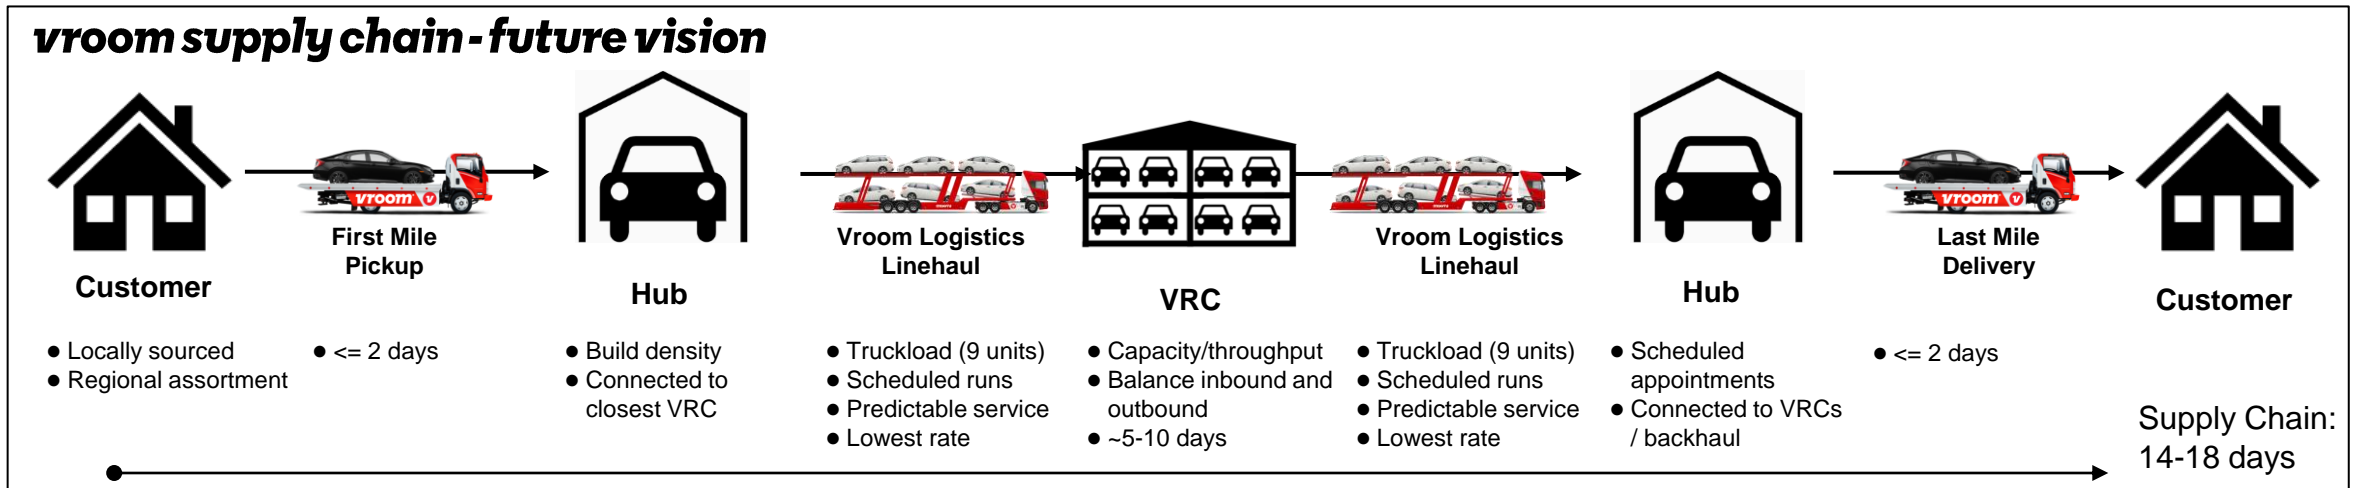 vroom supply chain - future vision
First Mile
Pickup
Vroom Logistics
Linehaul
Vroom Logistics
Linehaul
Last Mile
Delivery
vroom v
vroom v
Customer
Hub
VRC
Hub
Customer
● Locally sourced
● Regional assortment
● <= 2 days
● Build density
● Connected to
closest VRC
● Truckload (9 units)
● Scheduled runs
● Predictable service
● Lowest rate
● Capacity/throughput
● Balance inbound and
outbound
● ~5-10 days
● Truckload (9 units)
● Scheduled runs
● Predictable service
● Lowest rate
● Scheduled
appointments
● Connected to VRCs
/ backhaul
● <= 2 days
Supply Chain:
14-18 days